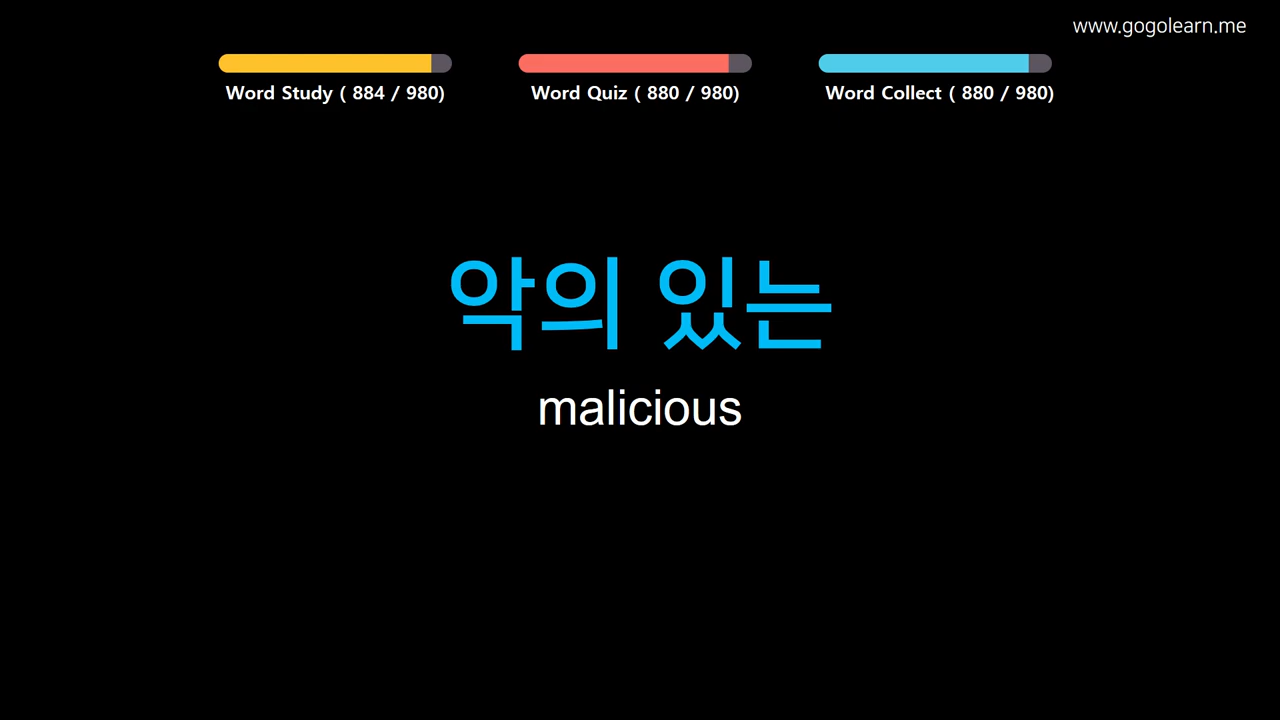 www.gogolearn.me
Word Study ( 884 / 980)
Word Quiz ( 880 / 980)
Word Collect ( 880 / 980)
악의 있는
malicious